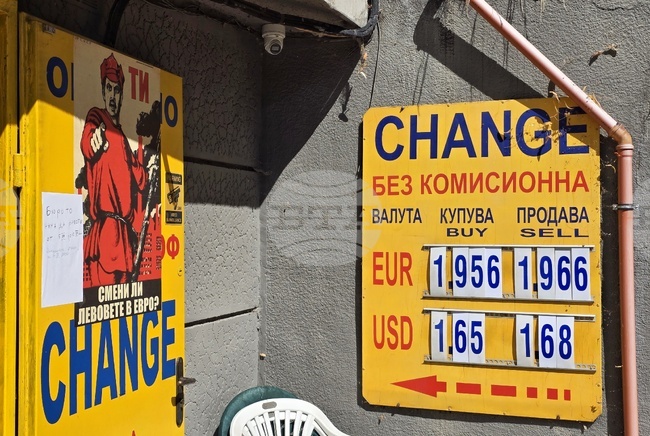 ТИ
СМЕНИ ЛИ
ЛЕВОВЕТЕ В ЕВРО?
CHANGE
CHANGE
БЕЗ КОМИСИОННА
ВАЛУТА КУПУВА ПРОДАВА
BUY SELL
EUR 1.956 1.966
USD 1.65 1.68